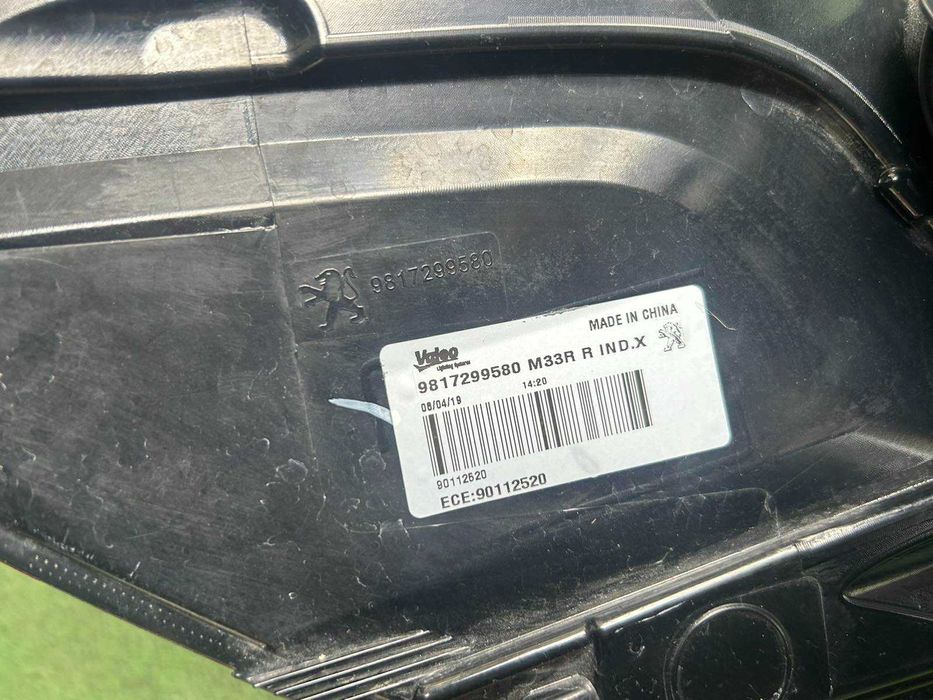 9817299580
MADE IN CHINA
Valeo
Lighting Systems
9817299580 M33R R IND.X
08/04/19 14:20
90112520
ECE:90112520